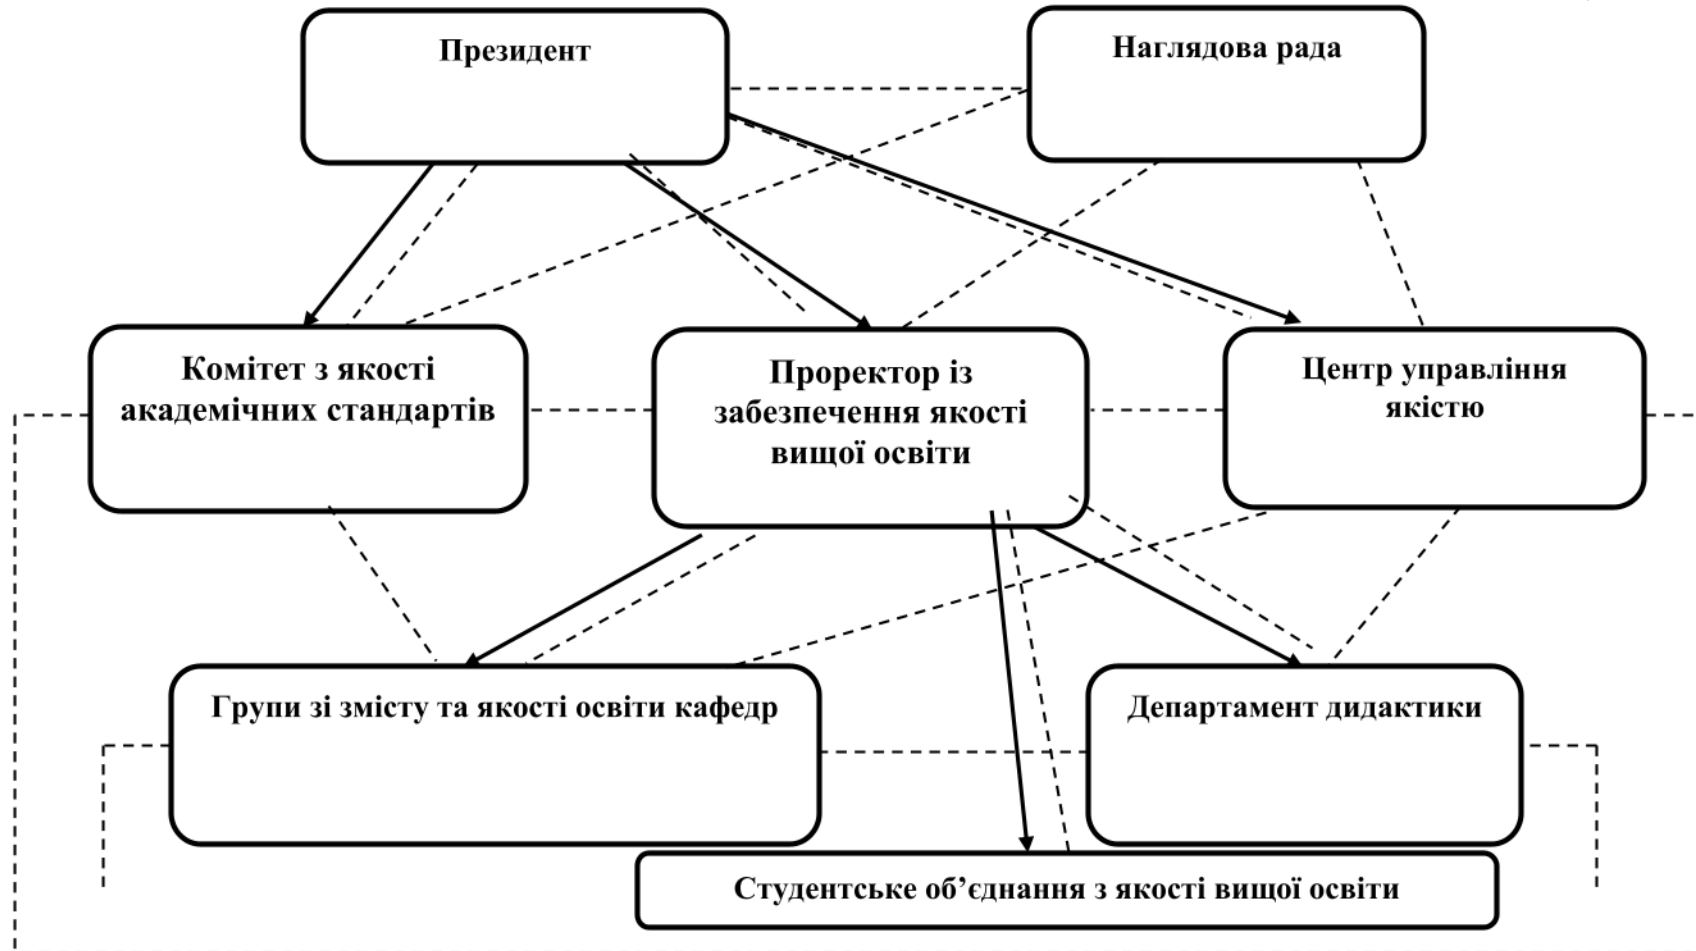 Президент
Наглядова рада
Комітет з якості
академічних стандартів
Проректор із
забезпечення якості
вищої освіти
Центр управління
якістю
Групи зі змісту та якості освіти кафедр
Департамент дидактики
Студентське об’єднання з якості вищої освіти